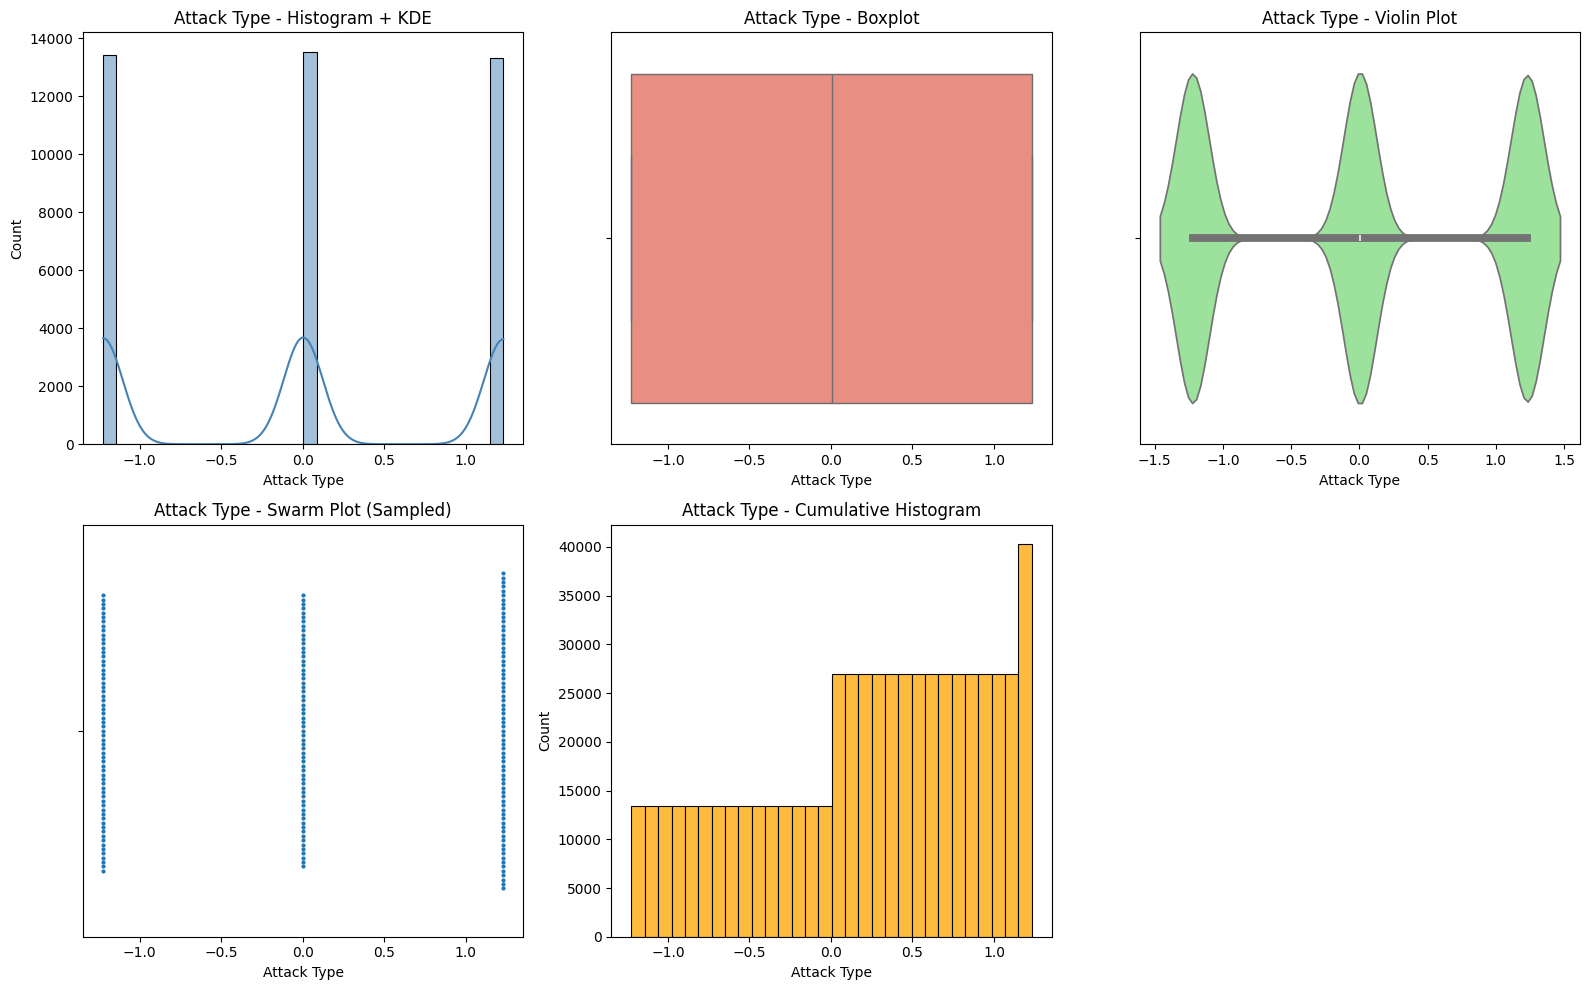 Attack Type - Histogram + KDE
14000
12000
10000
8000
6000
4000
2000
0
Count
−1.0 −0.5 0.0 0.5 1.0
Attack Type
Attack Type - Boxplot
−1.0 −0.5 0.0 0.5 1.0
Attack Type
Attack Type - Violin Plot
−1.5 −1.0 −0.5 0.0 0.5 1.0 1.5
Attack Type
Attack Type - Swarm Plot (Sampled)
−1.0 −0.5 0.0 0.5 1.0
Attack Type
Attack Type - Cumulative Histogram
40000
35000
30000
25000
20000
15000
10000
5000
0
Count
−1.0 −0.5 0.0 0.5 1.0
Attack Type